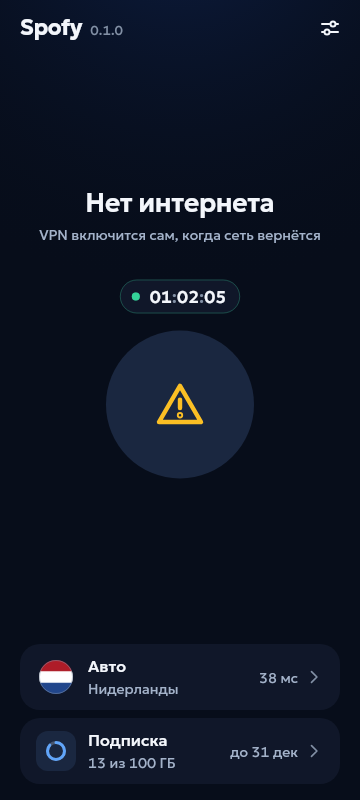 Spofy 0.1.0
Нет интернета
VPN включится сам, когда сеть вернётся
01:02:05
Авто
Нидерланды
38 мс
Подписка
13 из 100 ГБ
до 31 дек